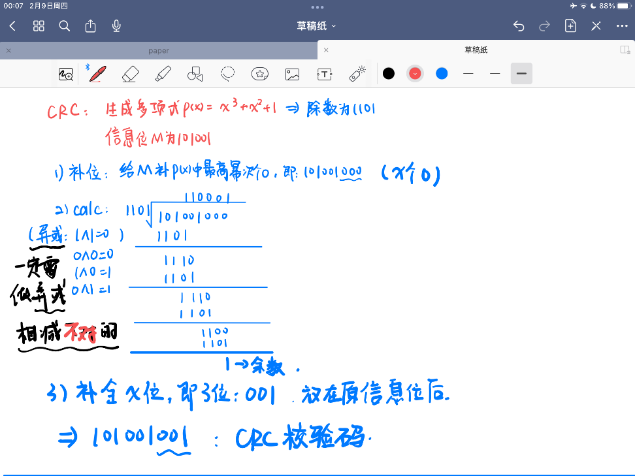 00:07 2月9日周四
88%
草稿纸
paper
草稿纸
CRC: 生成多项式P(x)= x³+x²+1 ⇒ 除数为1101
信息位M为101001
1) 补位: 给M补P(x)中最高幂次个0, 即: 101001000 (x个0)
110001
2) calc: 1101 101001000
(异或: 1∧1=0) 1101
0∧0=0 1110
1∧0=1 1101
0∧1=1 1110
1101
1100
1101
一定需
做异或
相减不对的
1→余数.
3) 补全x位, 即3位: 001 放在原信息位后.
⇒ 101001001 : CRC校验码.